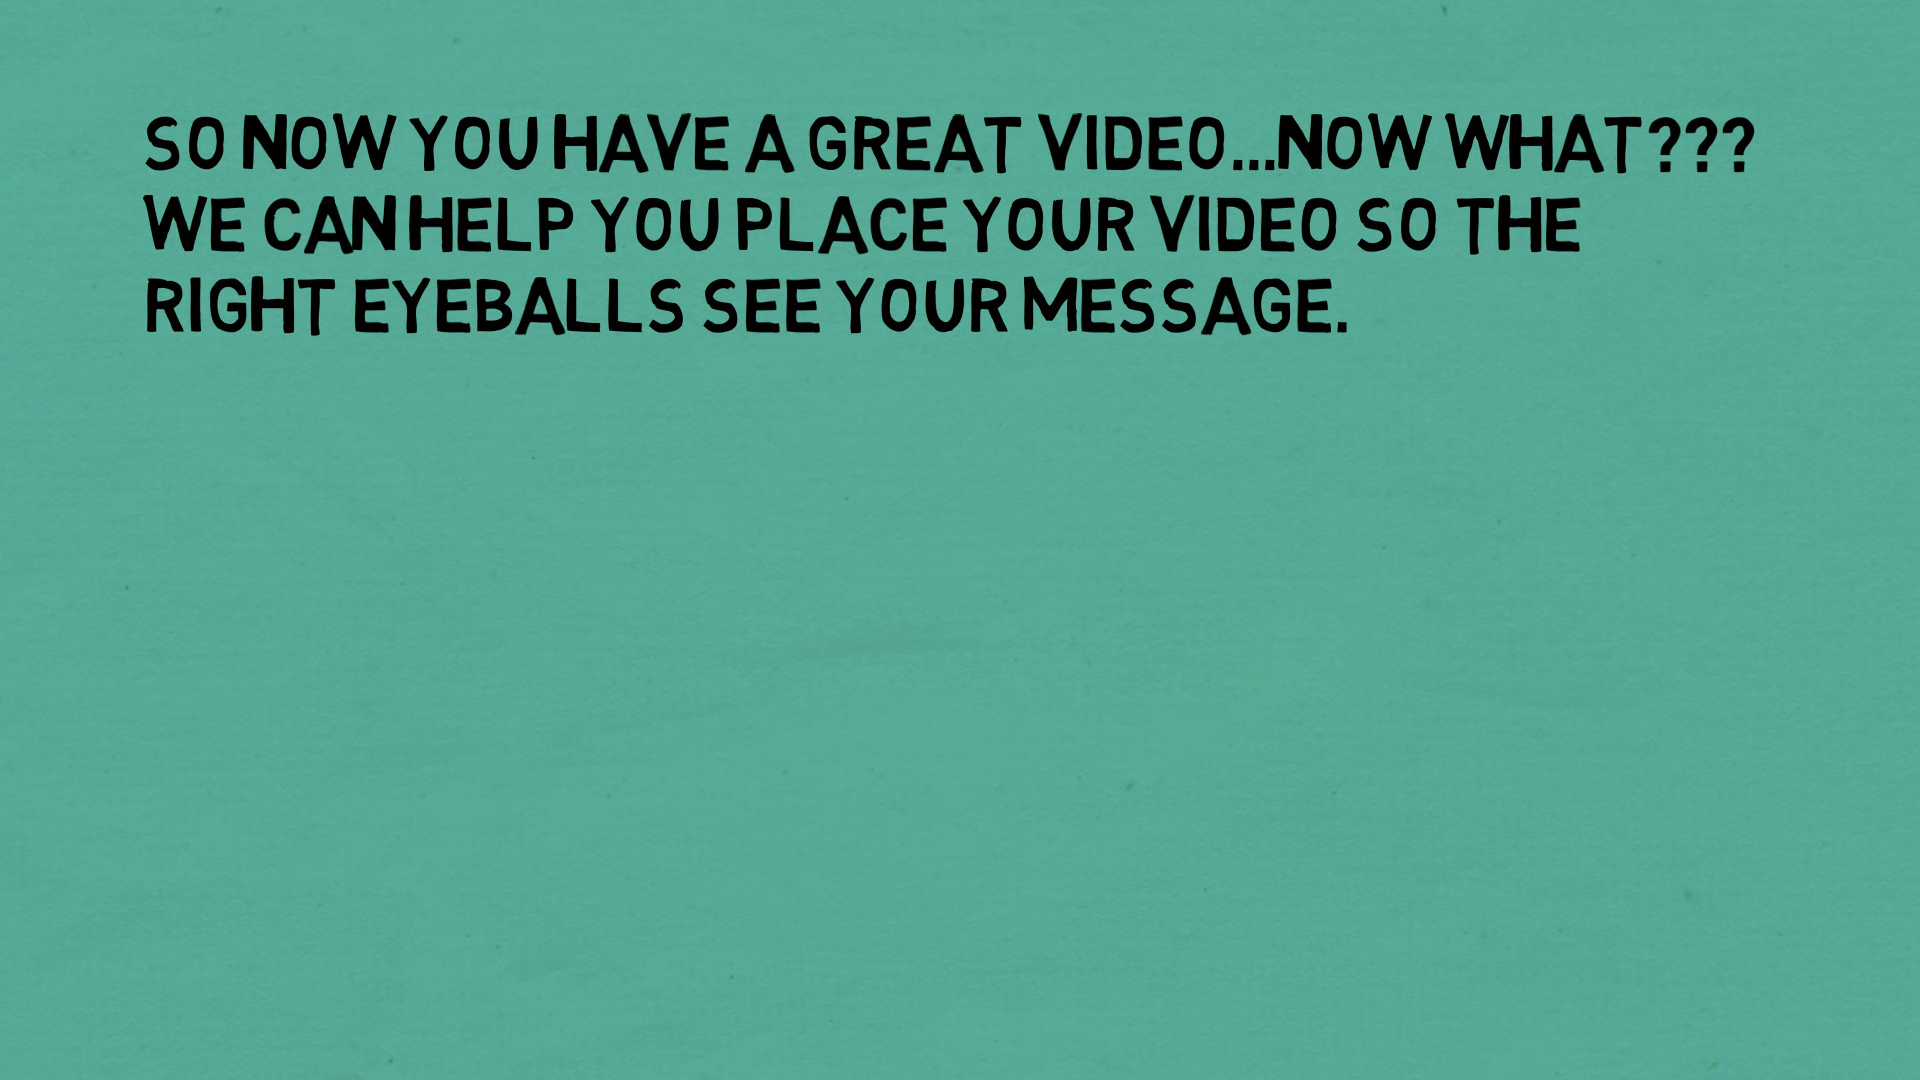 SO NOW YOU HAVE A GREAT VIDEO...NOW WHAT???
WE CAN HELP YOU PLACE YOUR VIDEO SO THE
RIGHT EYEBALLS SEE YOUR MESSAGE.